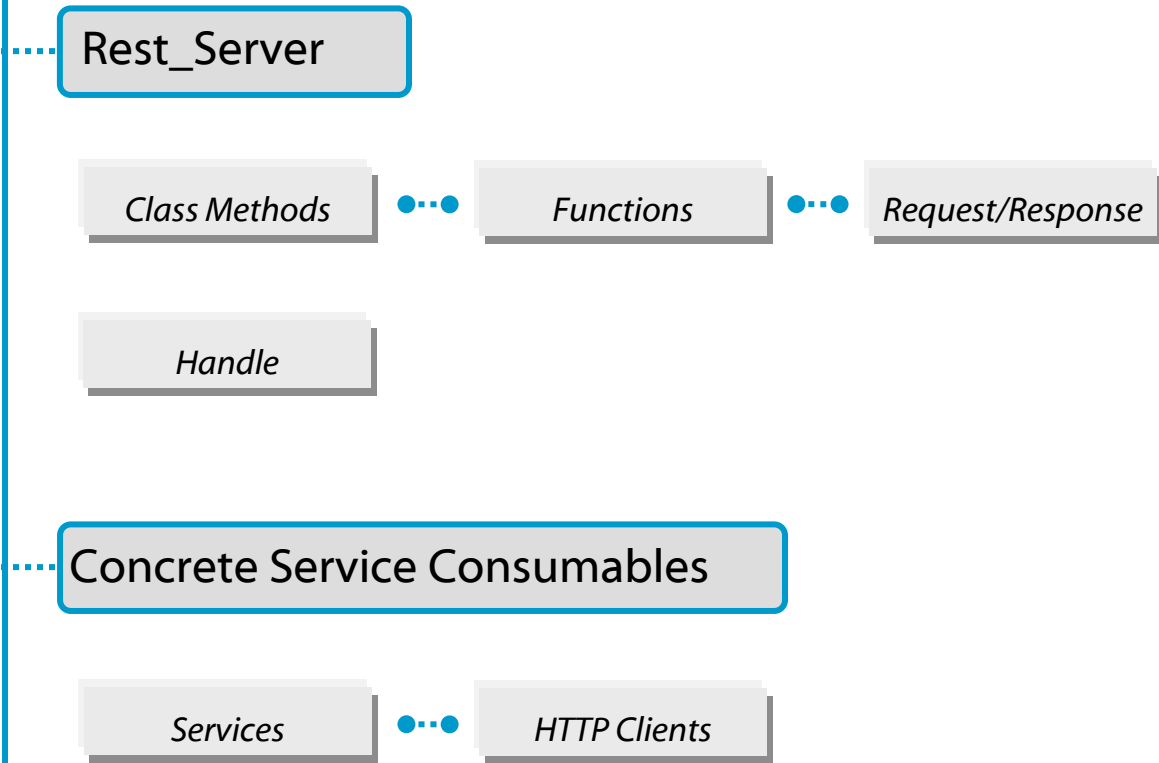 Rest_Server
Class Methods
Functions
Request/Response
Handle
Concrete Service Consumables
Services
HTTP Clients